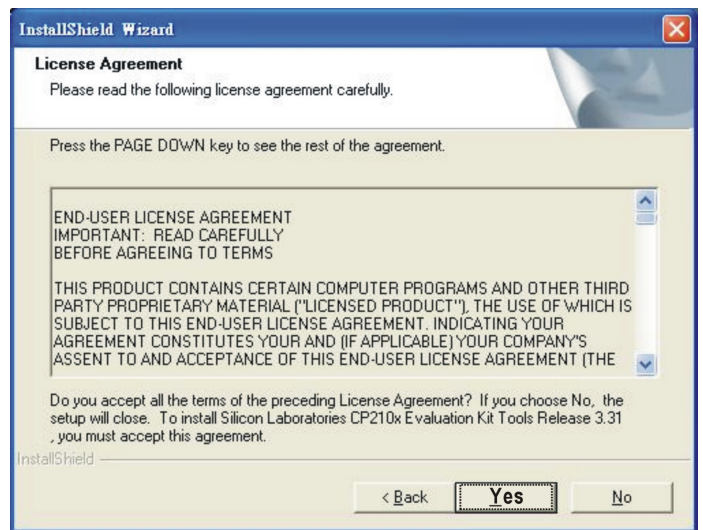 InstallShield Wizard
License Agreement
Please read the following license agreement carefully.
Press the PAGE DOWN key to see the rest of the agreement.
END-USER LICENSE AGREEMENT
IMPORTANT: READ CAREFULLY
BEFORE AGREEING TO TERMS
THIS PRODUCT CONTAINS CERTAIN COMPUTER PROGRAMS AND OTHER THIRD
PARTY PROPRIETARY MATERIAL ("LICENSED PRODUCT"), THE USE OF WHICH IS
SUBJECT TO THIS END-USER LICENSE AGREEMENT. INDICATING YOUR
AGREEMENT CONSTITUTES YOUR AND (IF APPLICABLE) YOUR COMPANY'S
ASSENT TO AND ACCEPTANCE OF THIS END-USER LICENSE AGREEMENT (THE
Do you accept all the terms of the preceding License Agreement? If you choose No, the
setup will close. To install Silicon Laboratories CP210x Evaluation Kit Tools Release 3.31
, you must accept this agreement.
InstallShield
< Back Yes No